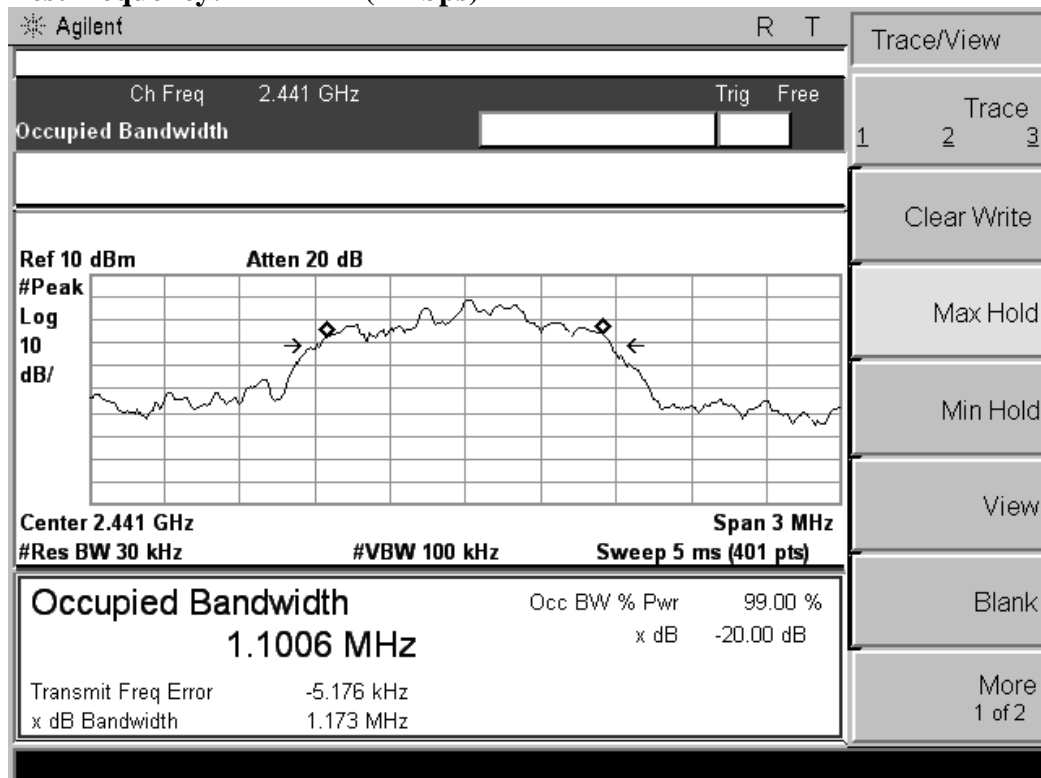 Agilent R T
Trace/View
Ch Freq 2.441 GHz Trig Free
Occupied Bandwidth
Trace
1 2 3
Clear Write
Ref 10 dBm Atten 20 dB
#Peak
Log
10
dB/
Max Hold
Min Hold
View
Center 2.441 GHz Span 3 MHz
#Res BW 30 kHz #VBW 100 kHz Sweep 5 ms (401 pts)
Occupied Bandwidth Occ BW % Pwr 99.00 %
1.1006 MHz x dB -20.00 dB
Blank
Transmit Freq Error -5.176 kHz
x dB Bandwidth 1.173 MHz
More
1 of 2